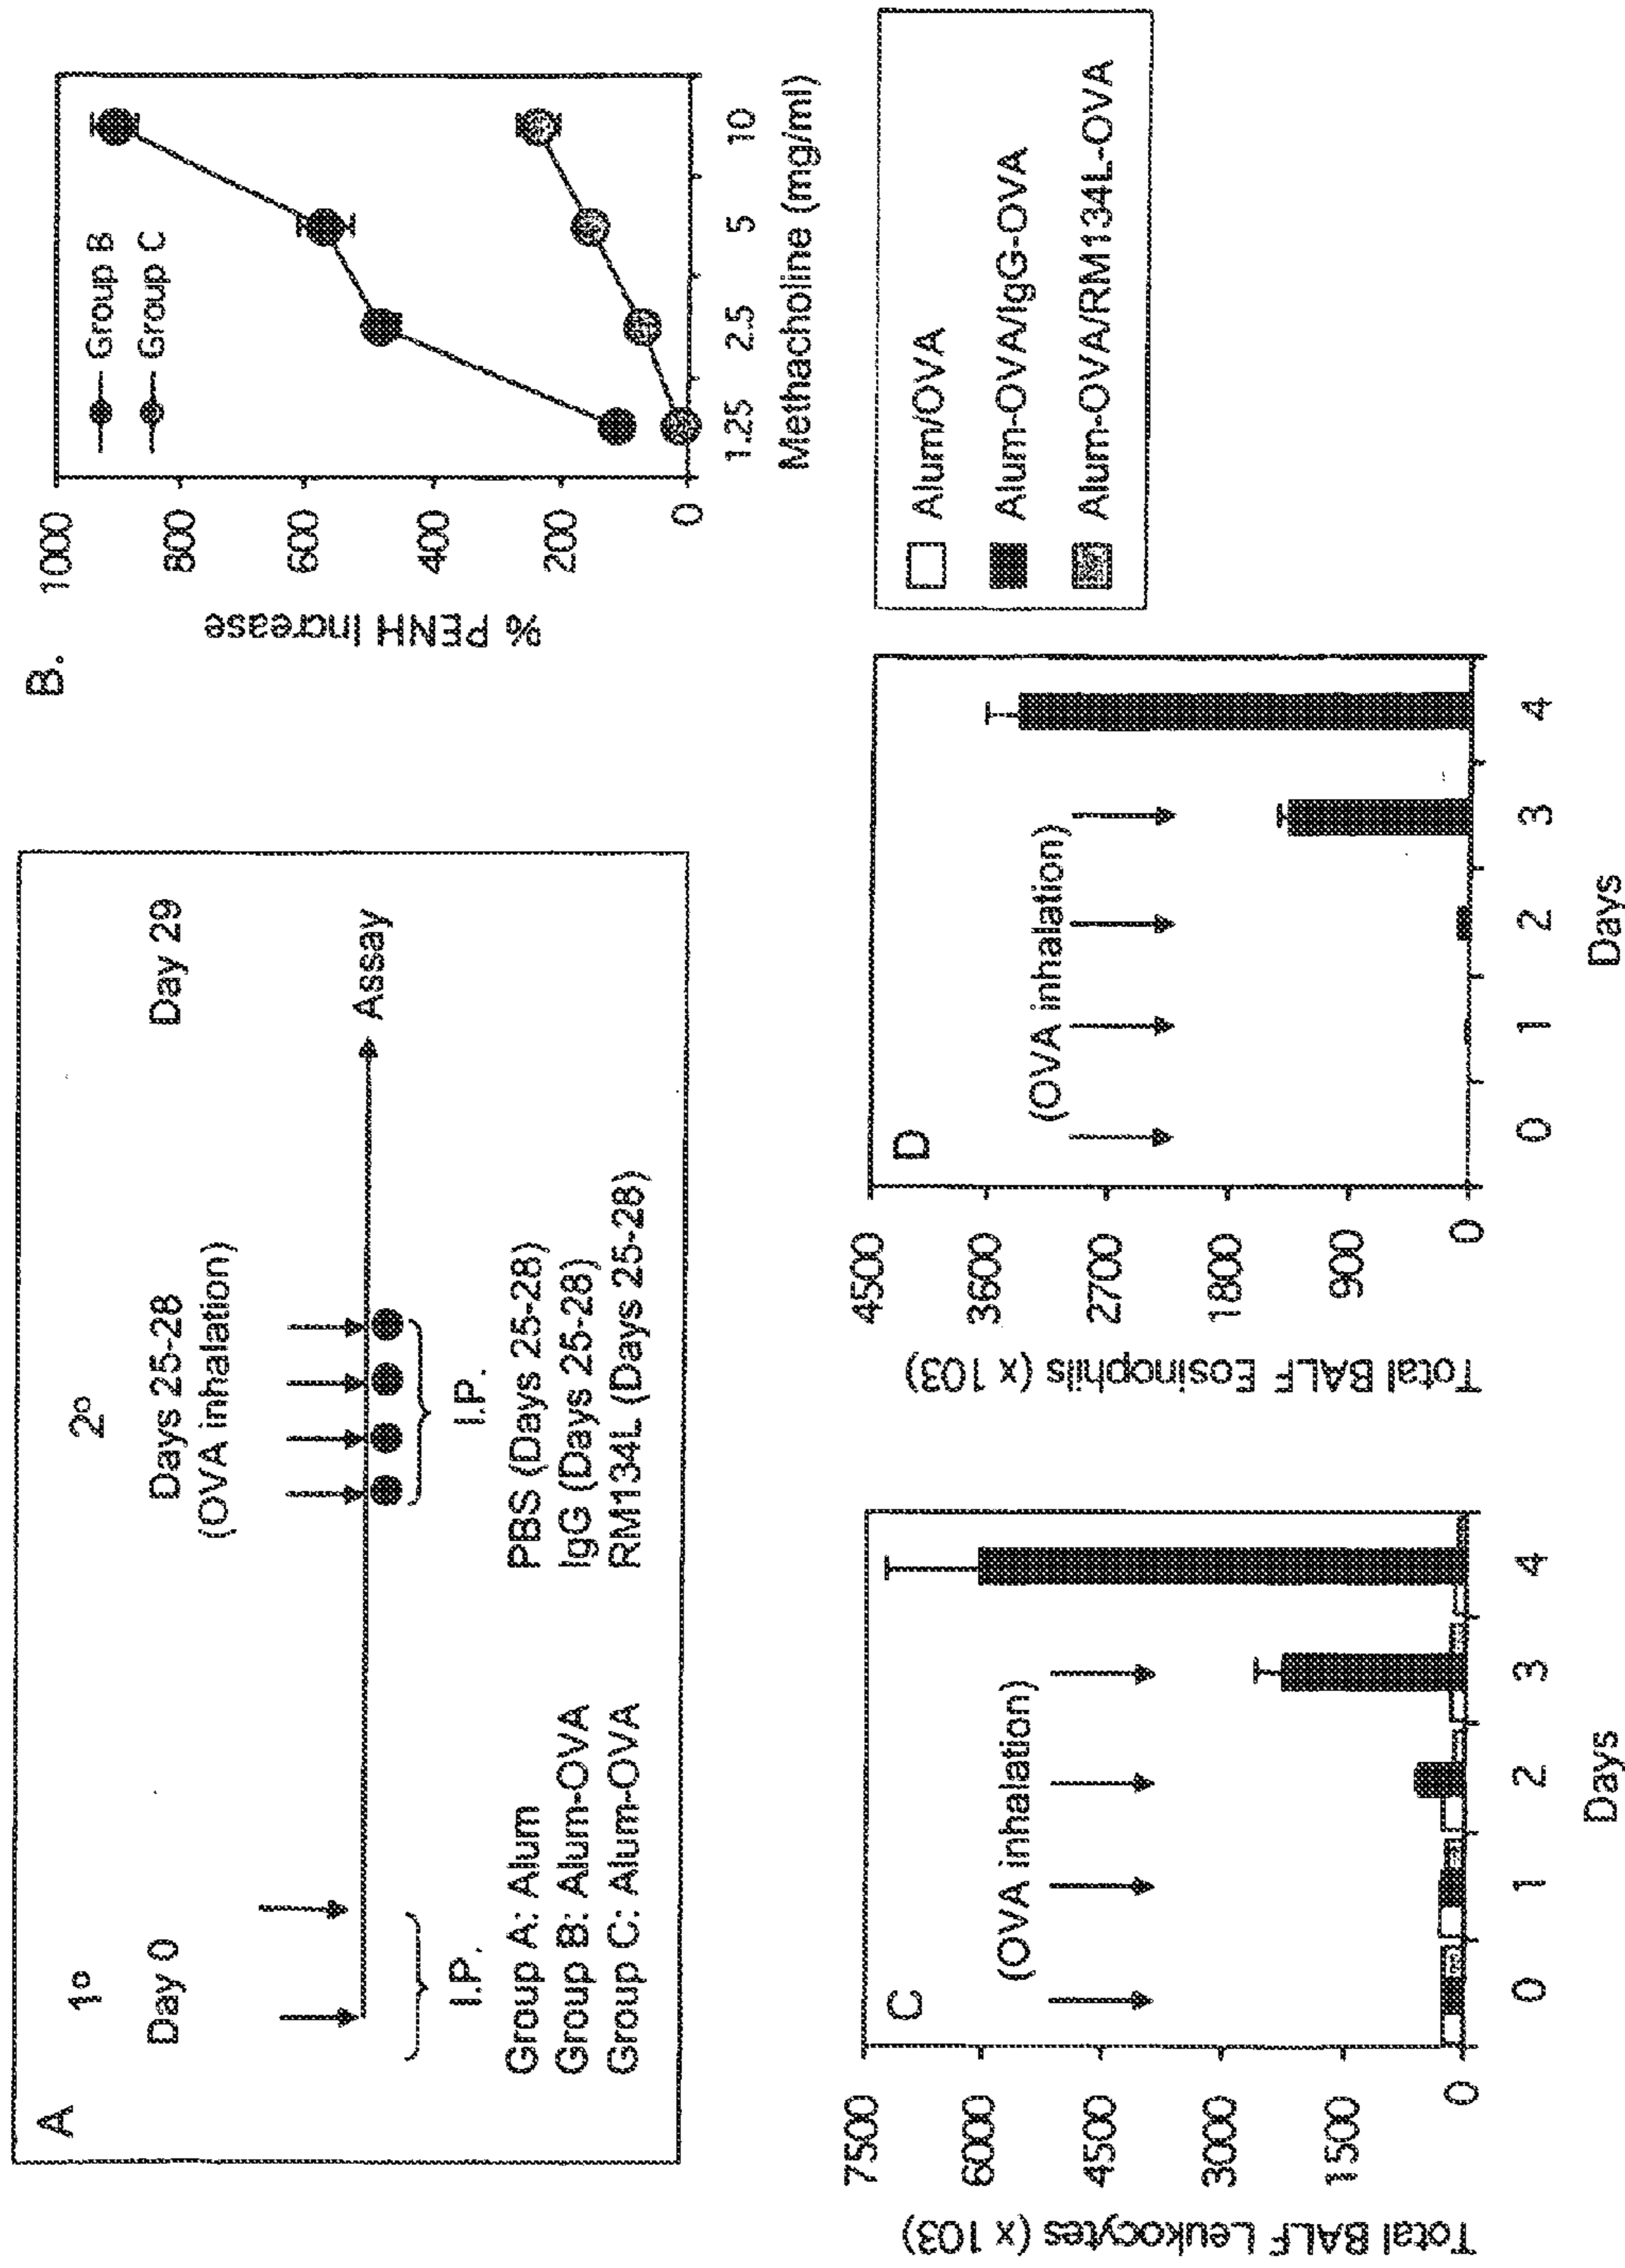 A
1º
2º
Day 0
Days 25-28
(OVA inhalation)
Day 29
Assay
I.P.
I.P.
Group A: Alum
Group B: Alum-OVA
Group C: Alum-OVA
PBS (Days 25-28)
IgG (Days 25-28)
RM134L (Days 25-28)
B.
% PENH Increase
1000
800
600
400
200
0
Group B
Group C
1.25 2.5 5 10
Methacholine (mg/ml)
C
Total BALF Leukocytes (x 103)
7500
6000
4500
3000
1500
0
(OVA inhalation)
0 1 2 3 4
Days
D
Total BALF Eosinophils (x 103)
4500
3600
2700
1800
900
0
(OVA inhalation)
0 1 2 3 4
Days
Alum/OVA
Alum-OVA/IgG-OVA
Alum-OVA/RM134L-OVA